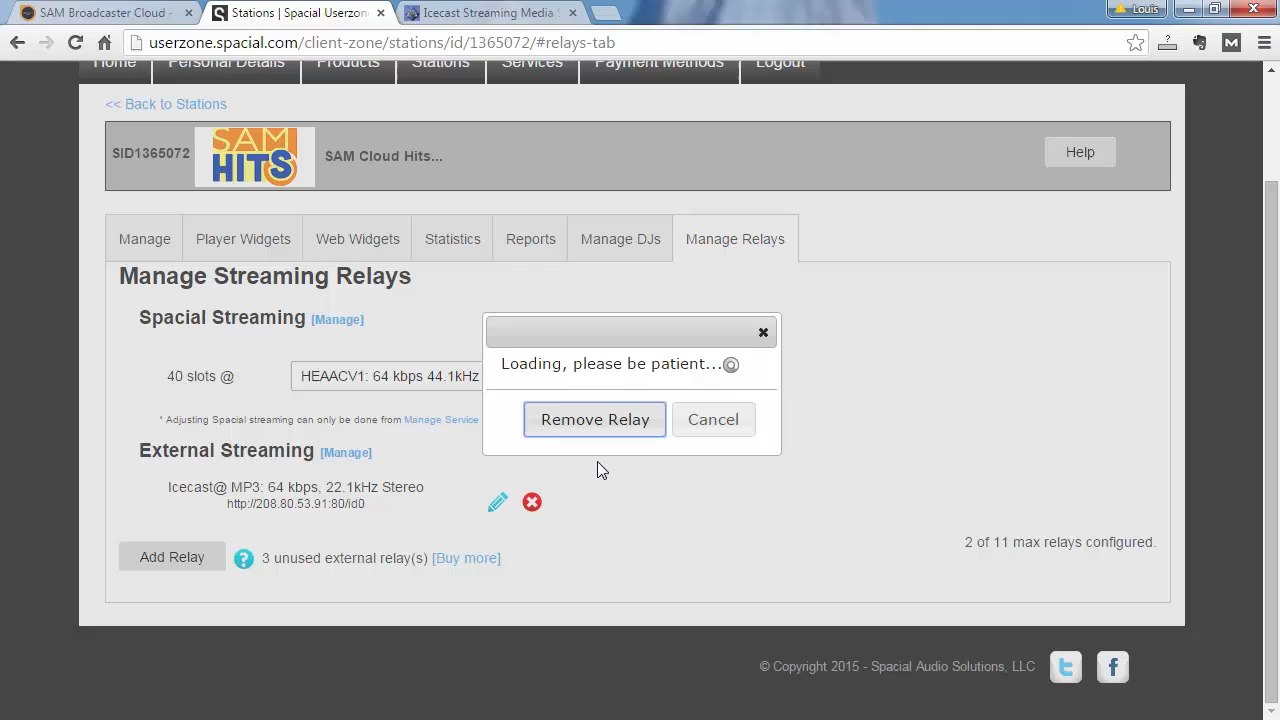 SAM Broadcaster Cloud -
Stations | Spacial Userzon
Icecast Streaming Media S
Louis
userzone.spacial.com/client-zone/stations/id/1365072/#relays-tab
Home Personal Details Products Stations Services Payment Methods Logout
<< Back to Stations
SID1365072
SAM
HITS
SAM Cloud Hits...
Help
Manage Player Widgets Web Widgets Statistics Reports Manage DJs Manage Relays
Manage Streaming Relays
Spacial Streaming [Manage]
40 slots @ HEAACV1: 64 kbps 44.1kHz
* Adjusting Spacial streaming can only be done from Manage Service
Loading, please be patient...
Remove Relay Cancel
External Streaming [Manage]
Icecast@ MP3: 64 kbps, 22.1kHz Stereo
http://208.80.53.91:80/id0
Add Relay ? 3 unused external relay(s) [Buy more]
2 of 11 max relays configured.
© Copyright 2015 - Spacial Audio Solutions, LLC